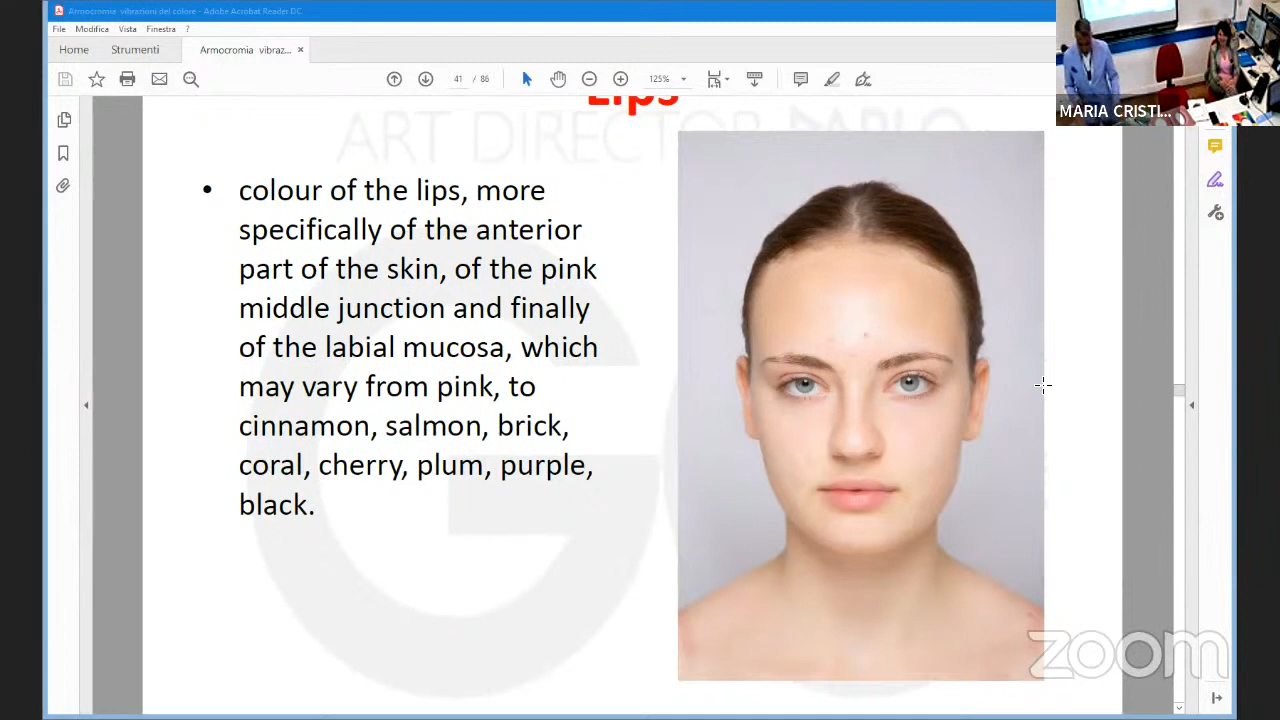 Armocromia vibrazioni del colore - Adobe Acrobat Reader DC
File Modifica Vista Finestra ?
Home Strumenti Armocromia vibraz... ×
41 / 86 125%
MARIA CRISTI...
Lips
ART DIRECTOR
• colour of the lips, more
specifically of the anterior
part of the skin, of the pink
middle junction and finally
of the labial mucosa, which
may vary from pink, to
cinnamon, salmon, brick,
coral, cherry, plum, purple,
black.
zoom